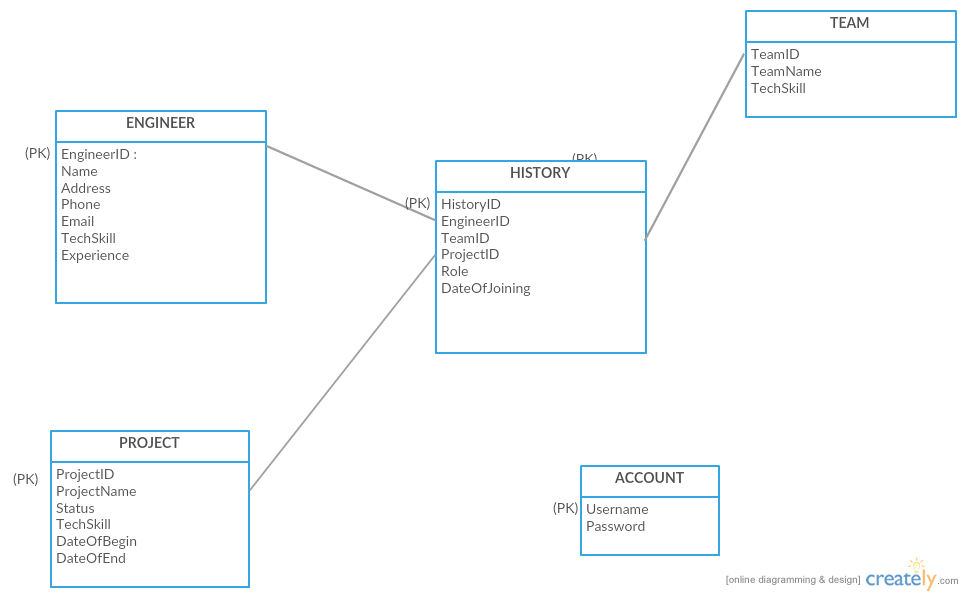 TEAM
TeamID
TeamName
TechSkill
ENGINEER
(PK)
EngineerID :
Name
Address
Phone
Email
TechSkill
Experience
(PK)
HISTORY
(PK)
HistoryID
EngineerID
TeamID
ProjectID
Role
DateOfJoining
PROJECT
(PK)
ProjectID
ProjectName
Status
TechSkill
DateOfBegin
DateOfEnd
ACCOUNT
(PK)
Username
Password
[online diagramming & design] creately.com